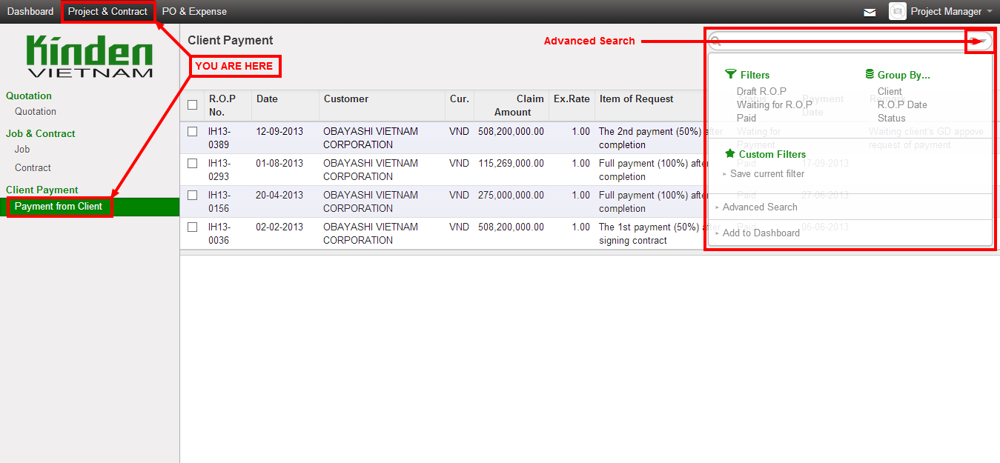 Dashboard Project & Contract PO & Expense Project Manager
Kinden
VIETNAM
Client Payment
Advanced Search
YOU ARE HERE
Quotation
Quotation
Job & Contract
Job
Contract
Client Payment
Payment from Client
R.O.P No. Date Customer Cur. Claim Amount Ex.Rate Item of Request Status Payment Date Remark
IH13-0389 12-09-2013 OBAYASHI VIETNAM CORPORATION VND 508,200,000.00 1.00 The 2nd payment (50%) after completion Wating for Payment Waiting client's GD appove request of payment
IH13-0293 01-08-2013 OBAYASHI VIETNAM CORPORATION VND 115,269,000.00 1.00 Full payment (100%) after completion Paid 17-09-2013
IH13-0156 20-04-2013 OBAYASHI VIETNAM CORPORATION VND 275,000,000.00 1.00 Full payment (100%) after completion Paid 27-06-2013
IH13-0036 02-02-2013 OBAYASHI VIETNAM CORPORATION VND 508,200,000.00 1.00 The 1st payment (50%) after signing contract Paid 06-06-2013
Filters
Draft R.O.P
Waiting for R.O.P
Paid
Group By...
Client
R.O.P Date
Status
Custom Filters
Save current filter
Advanced Search
Add to Dashboard